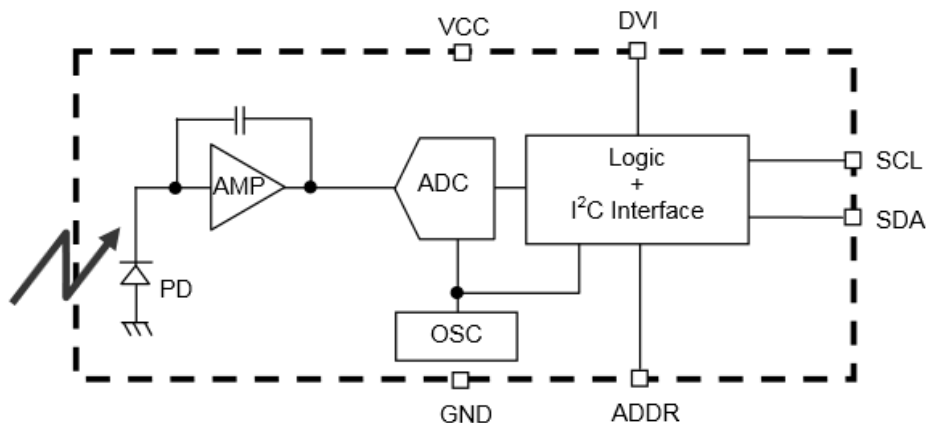 VCC
DVI
AMP
ADC
Logic
+
I²C Interface
SCL
SDA
PD
OSC
GND
ADDR